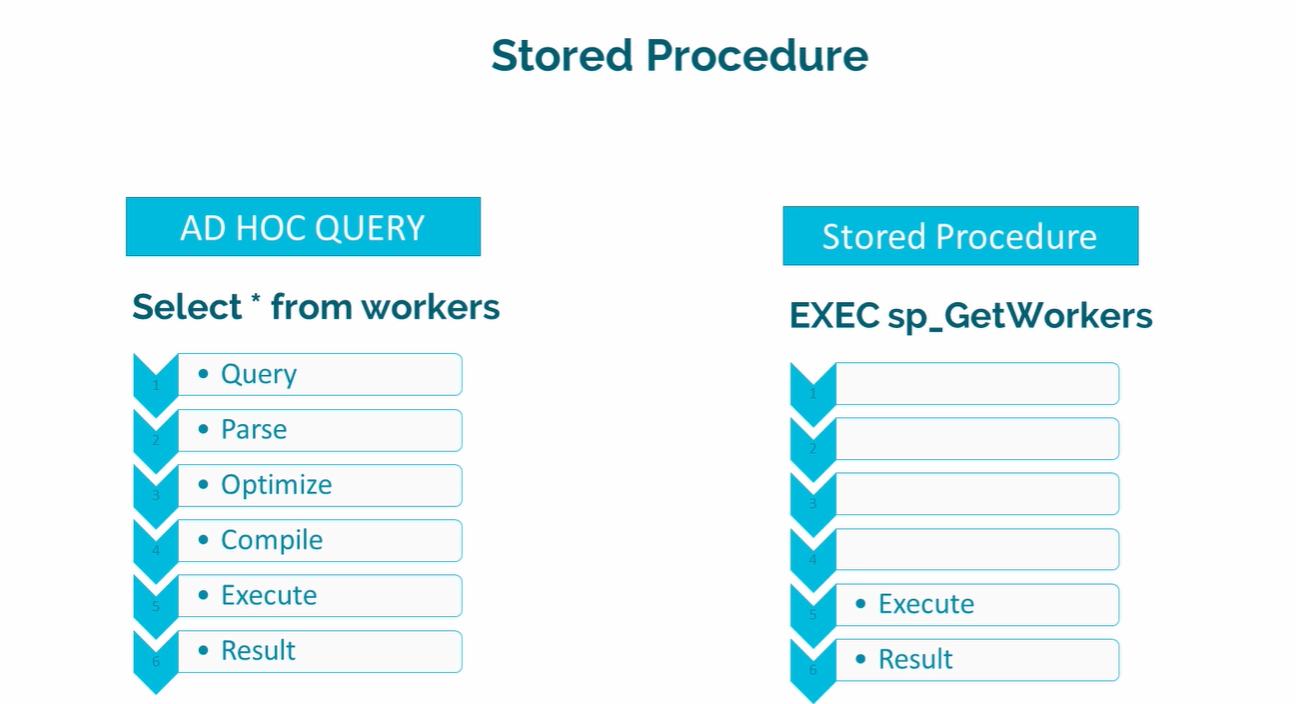 Stored Procedure
AD HOC QUERY
Select * from workers
1
• Query
2
• Parse
3
• Optimize
4
• Compile
5
• Execute
6
• Result
Stored Procedure
EXEC sp_GetWorkers
1
2
3
4
5
• Execute
6
• Result